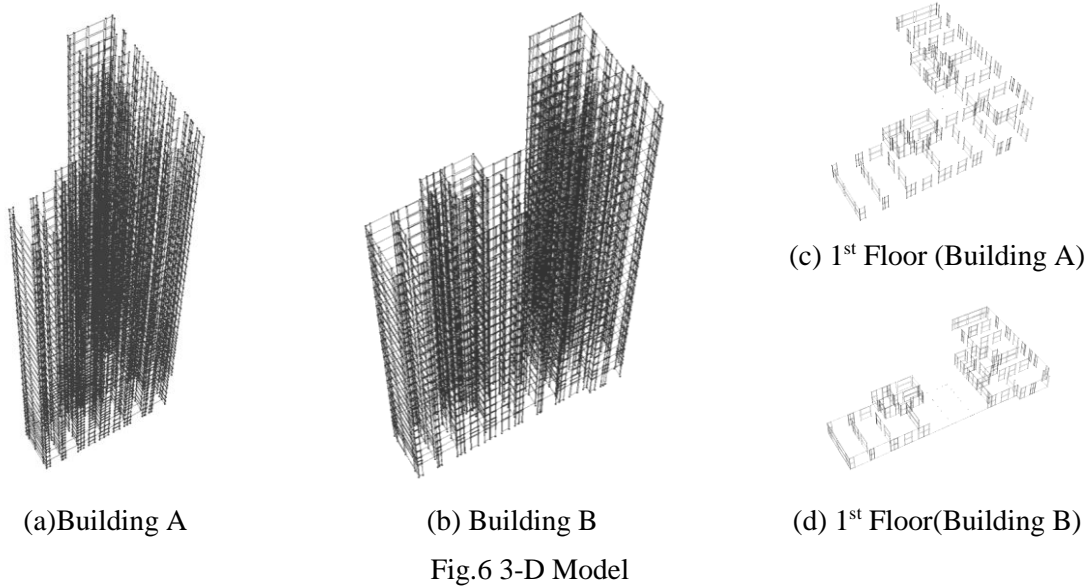 (c) 1st Floor (Building A)
(a)Building A
(b) Building B
(d) 1st Floor(Building B)
Fig.6 3-D Model